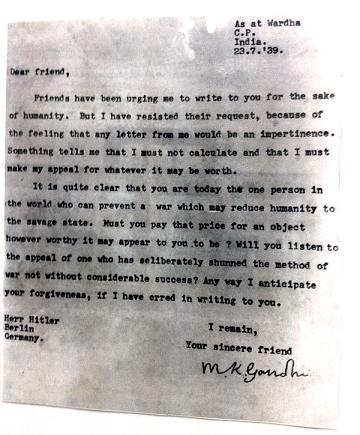 As at Wardha
C.P.
India.
23.7.'39.
Dear friend,
Friends have been urging me to write to you for the sake
of humanity. But I have resisted their request, because of
the feeling that any letter from me would be an impertinence.
Something tells me that I must not calculate and that I must
make my appeal for whatever it may be worth.
It is quite clear that you are today the one person in
the world who can prevent a war which may reduce humanity to
the savage state. Must you pay that price for an object
however worthy it may appear to you to be ? Will you listen to
the appeal of one who has seliberately shunned the method of
war not without considerable success? Any way I anticipate
your forgiveness, if I have erred in writing to you.
Herr Hitler
Berlin
Germany.
I remain,
Your sincere friend
M.K.Gandhi